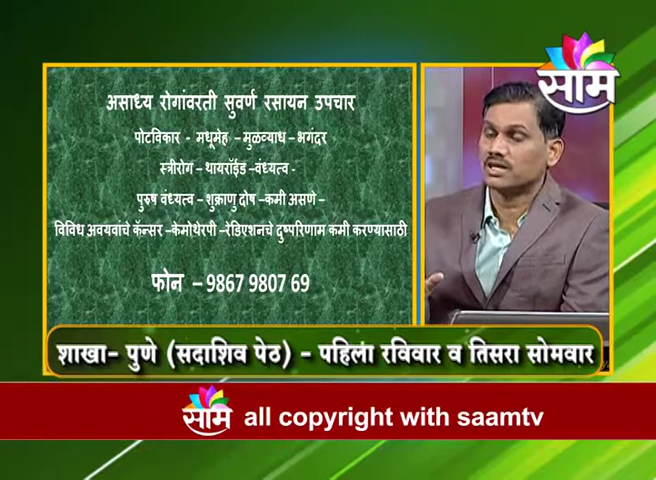 साम
असाध्य रोगांवरती सुवर्ण रसायन उपचार
पोटविकार - मधूमेह - मुळव्याध - भगंदर
स्त्रीरोग - थायरॉईड - वंध्यत्व -
पुरुष वंध्यत्व - शुक्राणु दोष - कमी असणे -
विविध अवयवांचे कॅन्सर - केमोथेरपी - रेडिएशनचे दुष्परिणाम कमी करण्यासाठी
फोन - 9867 9807 69
शाखा- पुणे (सदाशिव पेठ) - पहिला रविवार व तिसरा सोमवार
साम all copyright with saamtv